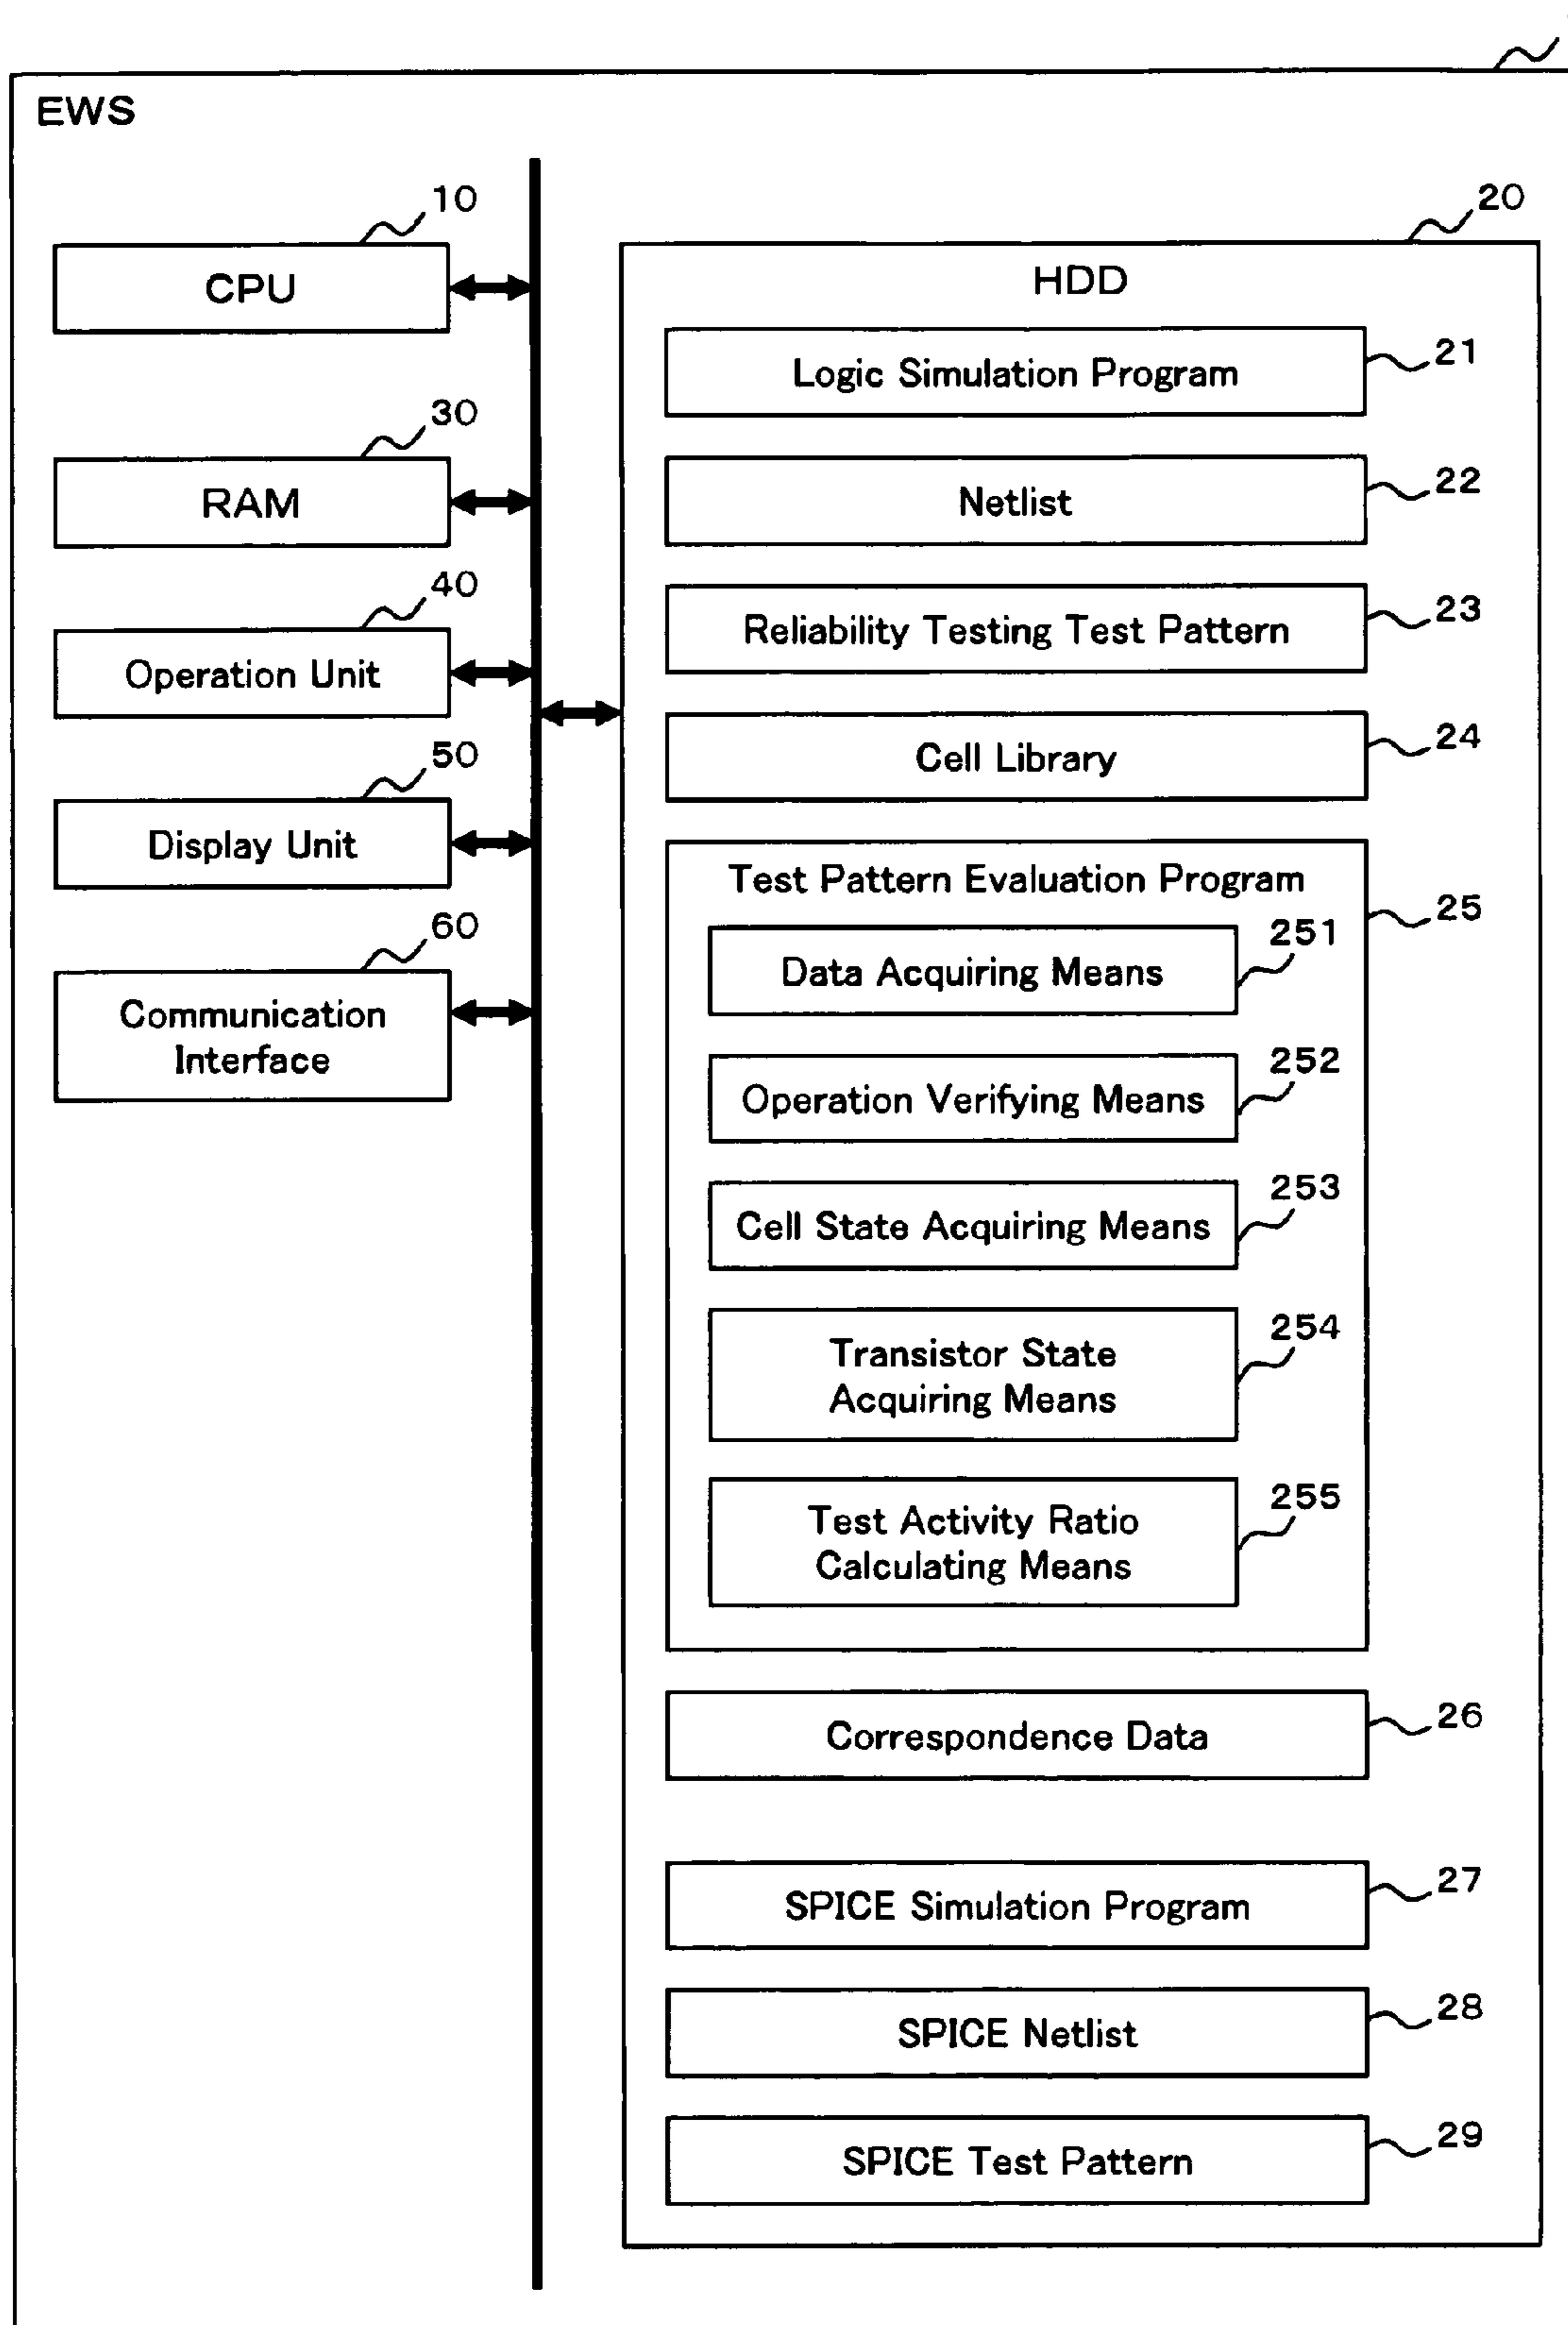 EWS
10
CPU
30
RAM
40
Operation Unit
50
Display Unit
60
Communication
Interface
20
HDD
Logic Simulation Program
21
Netlist
22
Reliability Testing Test Pattern
23
Cell Library
24
Test Pattern Evaluation Program
25
Data Acquiring Means
251
Operation Verifying Means
252
Cell State Acquiring Means
253
Transistor State
Acquiring Means
254
Test Activity Ratio
Calculating Means
255
Correspondence Data
26
SPICE Simulation Program
27
SPICE Netlist
28
SPICE Test Pattern
29